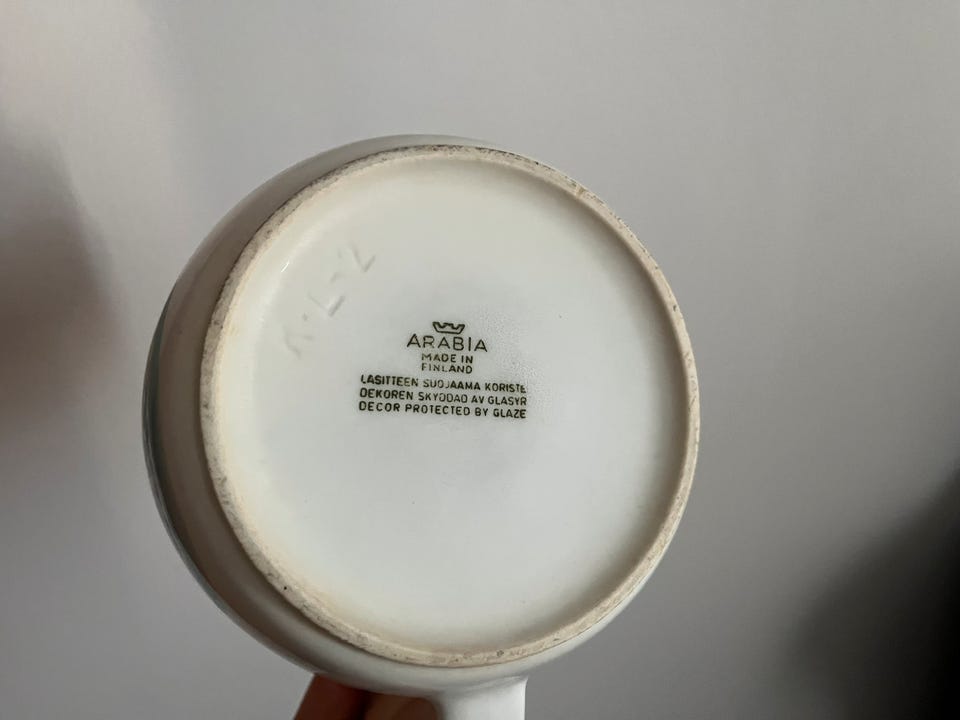 ARABIA
MADE IN
FINLAND
LASITTEEN SUOJAAMA KORISTE
DEKOREN SKYDDAD AV GLASYR
DECOR PROTECTED BY GLAZE